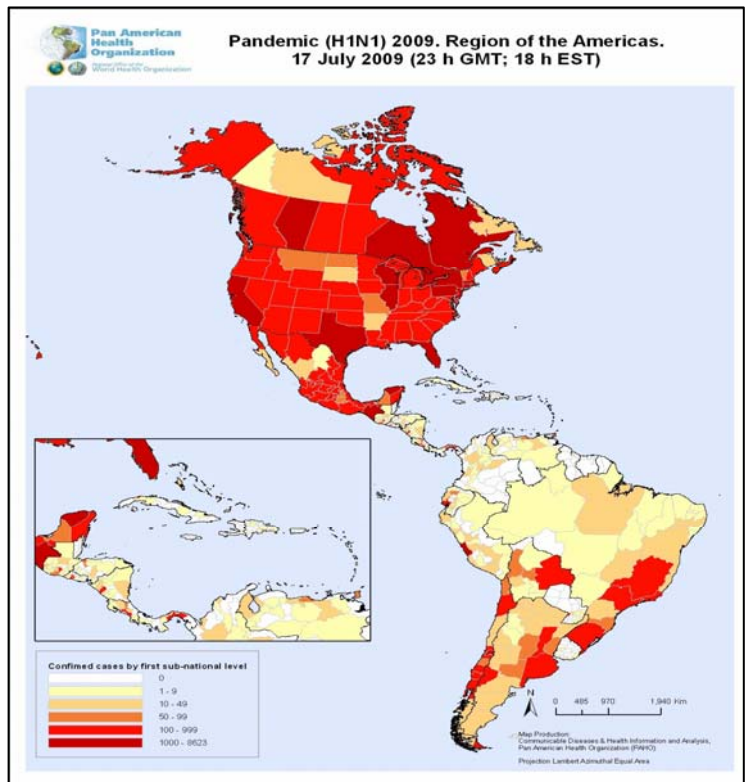 Pan American
Health
Organization
Regional Office of the
World Health Organization
Pandemic (H1N1) 2009. Region of the Americas.
17 July 2009 (23 h GMT; 18 h EST)
Confimed cases by first sub-national level
0
1 - 9
10 - 49
50 - 99
100 - 999
1000 - 8623
N
0 485 970 1,940 Km.
Map Production:
Communicable Diseases & Health Information and Analysis,
Pan American Health Organization (PAHO)
Projection Lambert Azimuthal Equal Area